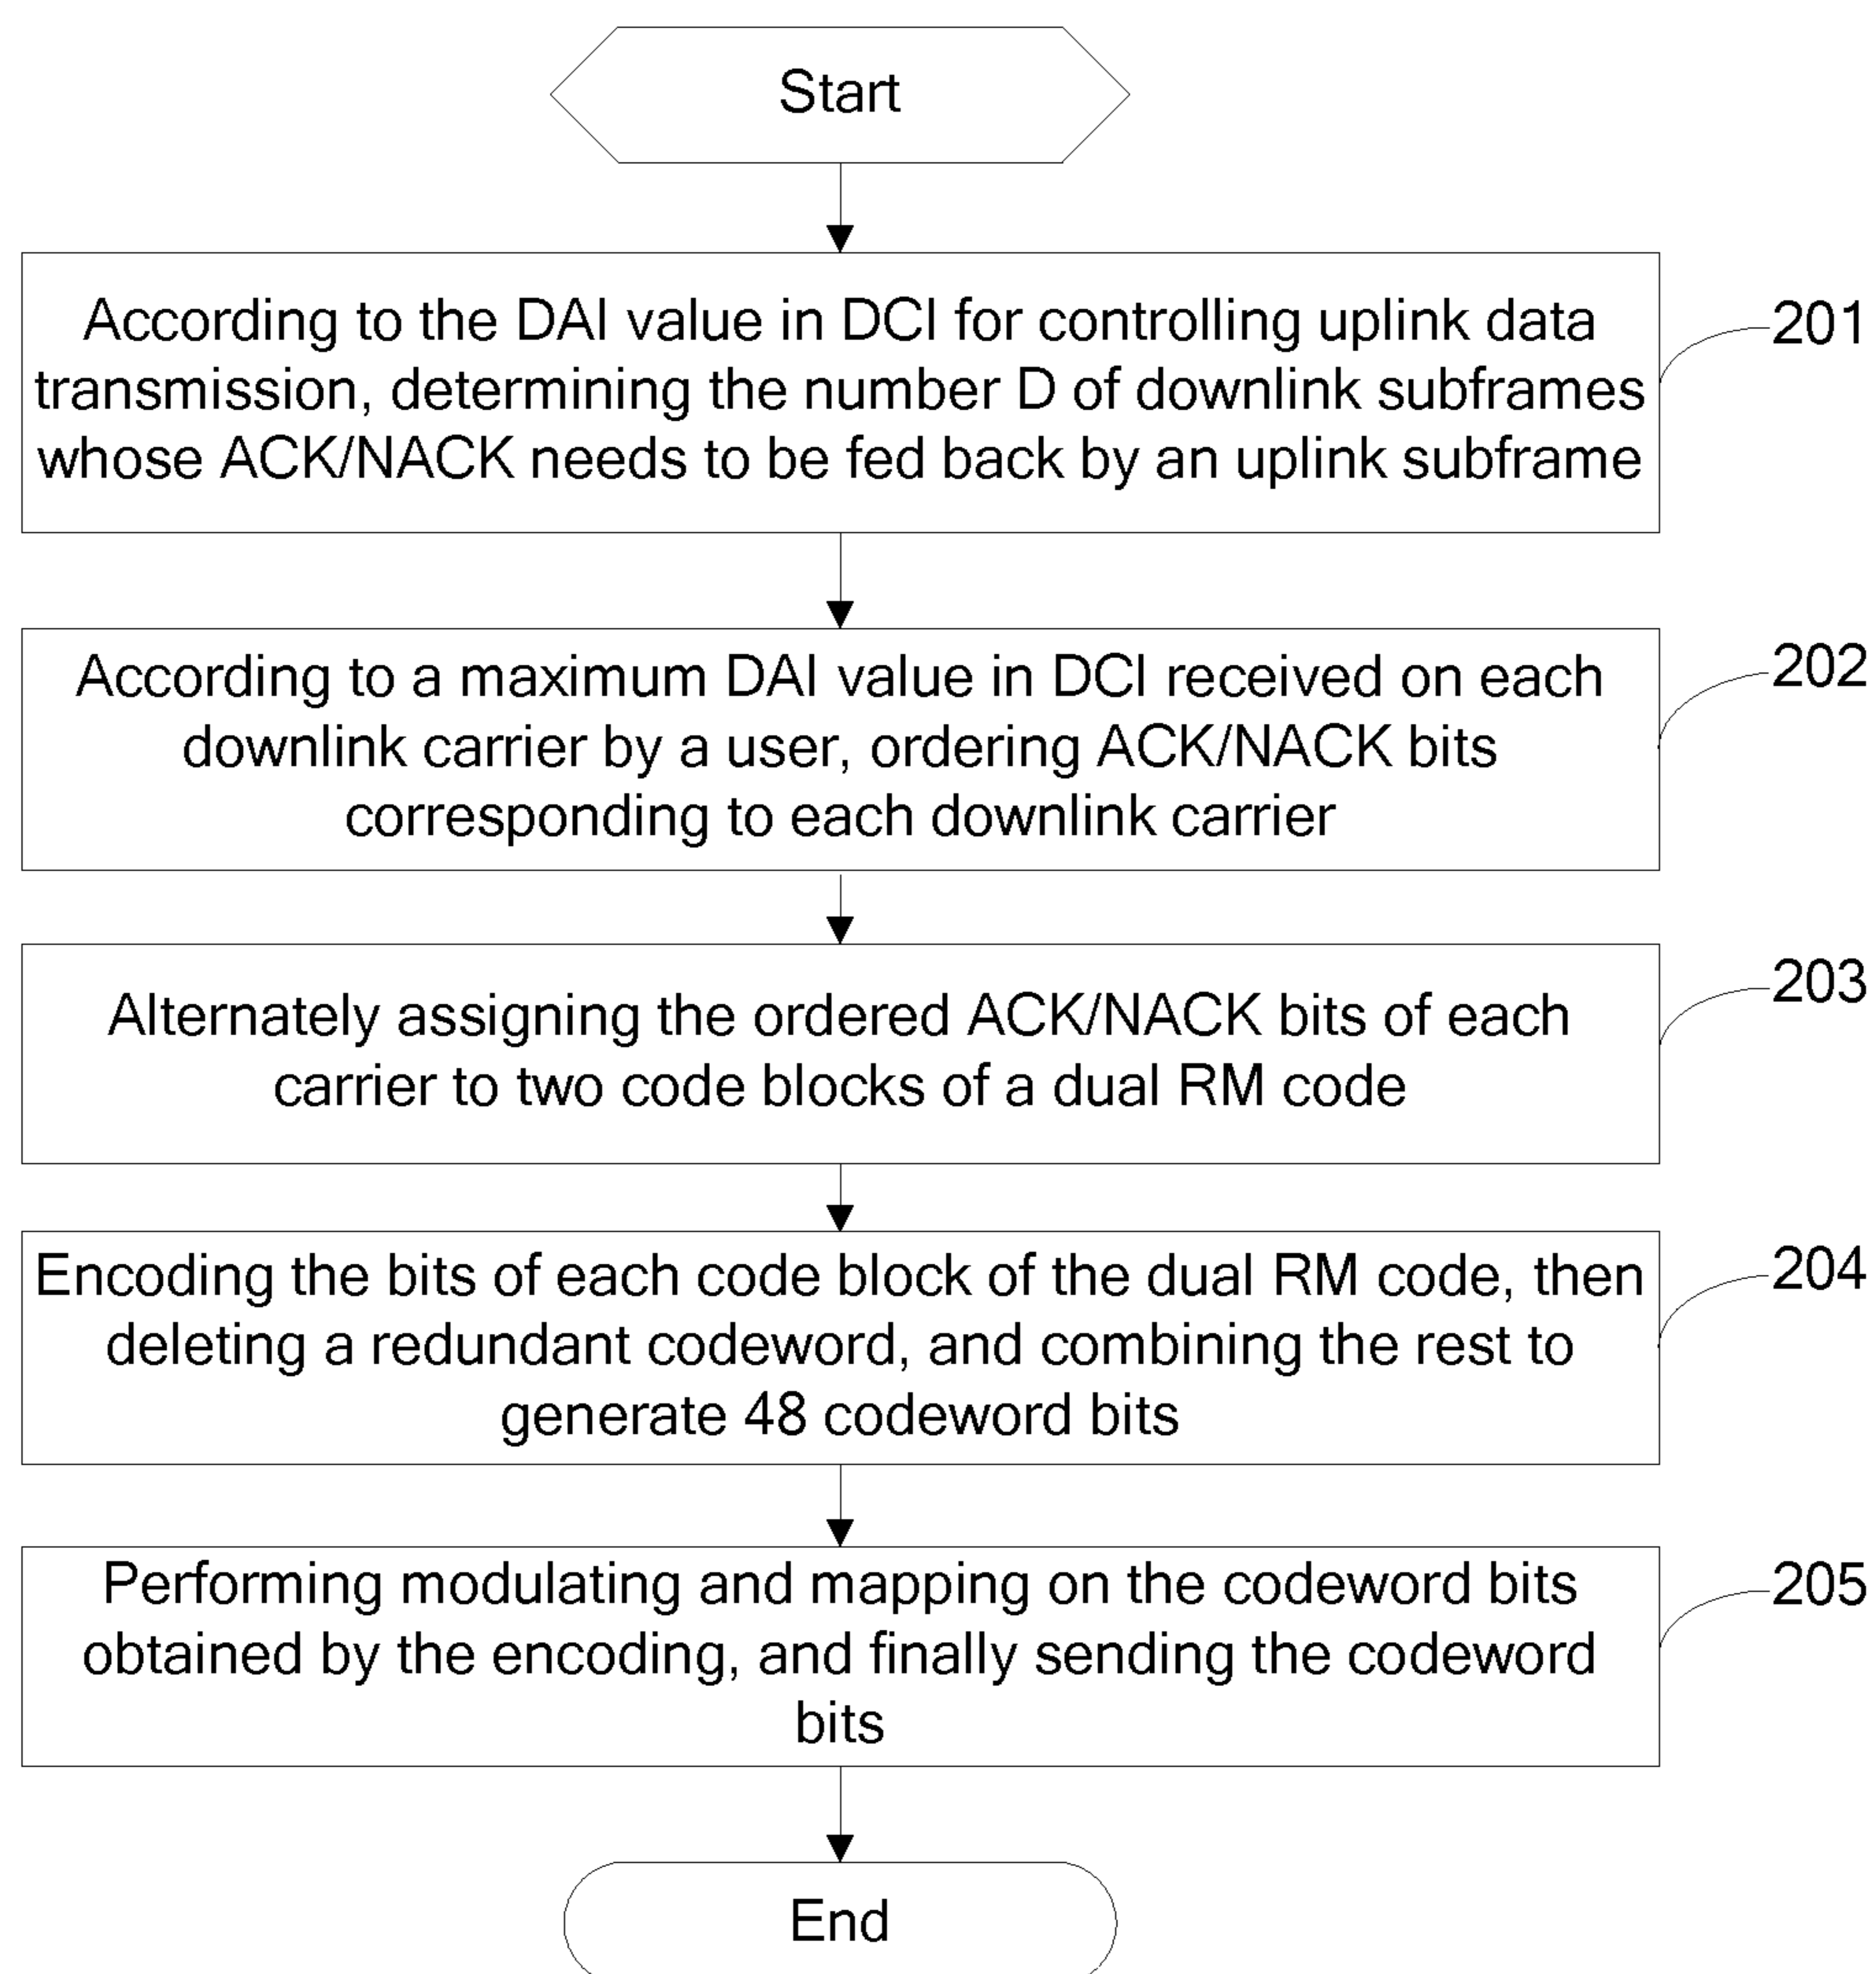 Start
According to the DAI value in DCI for controlling uplink data
transmission, determining the number D of downlink subframes
whose ACK/NACK needs to be fed back by an uplink subframe
201
According to a maximum DAI value in DCI received on each
downlink carrier by a user, ordering ACK/NACK bits
corresponding to each downlink carrier
202
Alternately assigning the ordered ACK/NACK bits of each
carrier to two code blocks of a dual RM code
203
Encoding the bits of each code block of the dual RM code, then
deleting a redundant codeword, and combining the rest to
generate 48 codeword bits
204
Performing modulating and mapping on the codeword bits
obtained by the encoding, and finally sending the codeword
bits
205
End